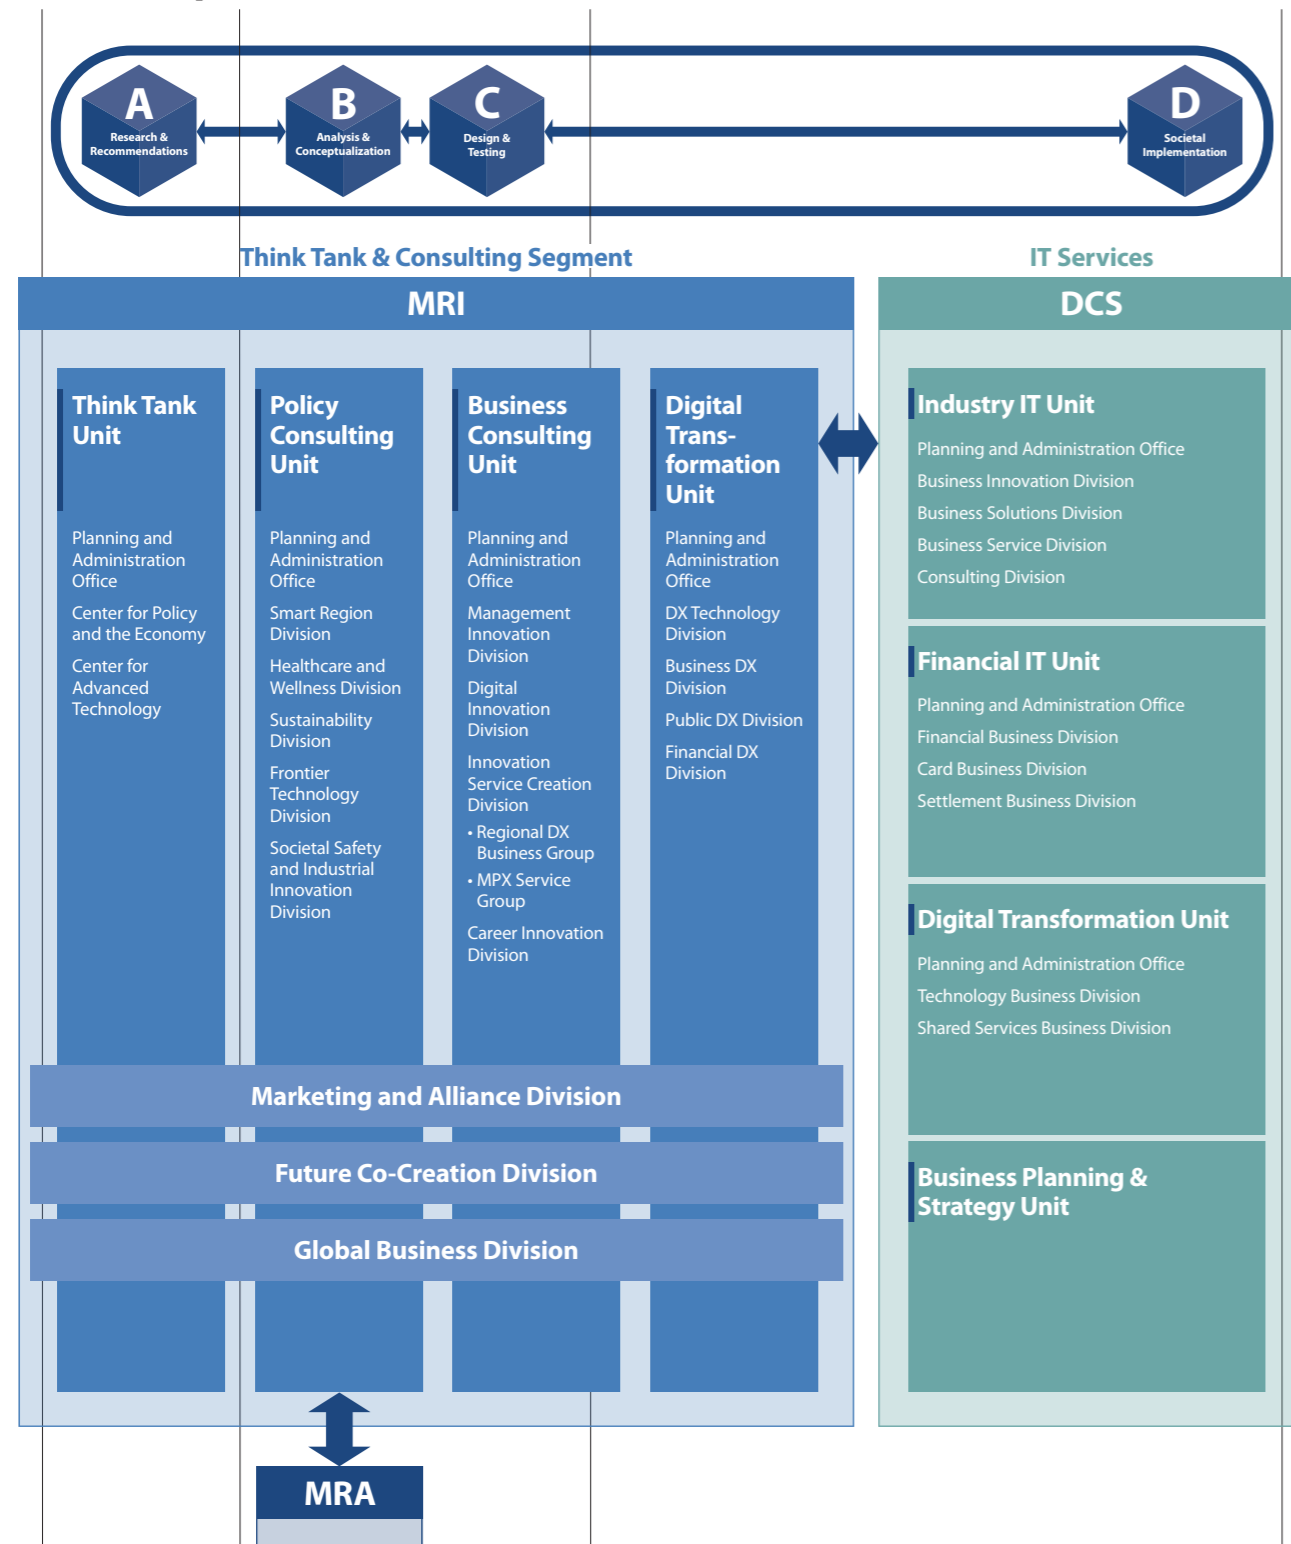 A
Research &
Recommendations
B
Analysis &
Conceptualization
C
Design &
Testing
D
Societal
Implementation
Think Tank & Consulting Segment
MRI
Think Tank
Unit
Planning and
Administration
Office
Center for Policy
and the Economy
Center for
Advanced
Technology
Policy
Consulting
Unit
Planning and
Administration
Office
Smart Region
Division
Healthcare and
Wellness Division
Sustainability
Division
Frontier
Technology
Division
Societal Safety
and Industrial
Innovation
Division
Business
Consulting
Unit
Planning and
Administration
Office
Management
Innovation
Division
Digital
Innovation
Division
Innovation
Service Creation
Division
• Regional DX
Business Group
• MPX Service
Group
Career Innovation
Division
Digital
Trans-
formation
Unit
Planning and
Administration
Office
DX Technology
Division
Business DX
Division
Public DX Division
Financial DX
Division
Marketing and Alliance Division
Future Co-Creation Division
Global Business Division
MRA
IT Services
DCS
Industry IT Unit
Planning and Administration Office
Business Innovation Division
Business Solutions Division
Business Service Division
Consulting Division
Financial IT Unit
Planning and Administration Office
Financial Business Division
Card Business Division
Settlement Business Division
Digital Transformation Unit
Planning and Administration Office
Technology Business Division
Shared Services Business Division
Business Planning &
Strategy Unit